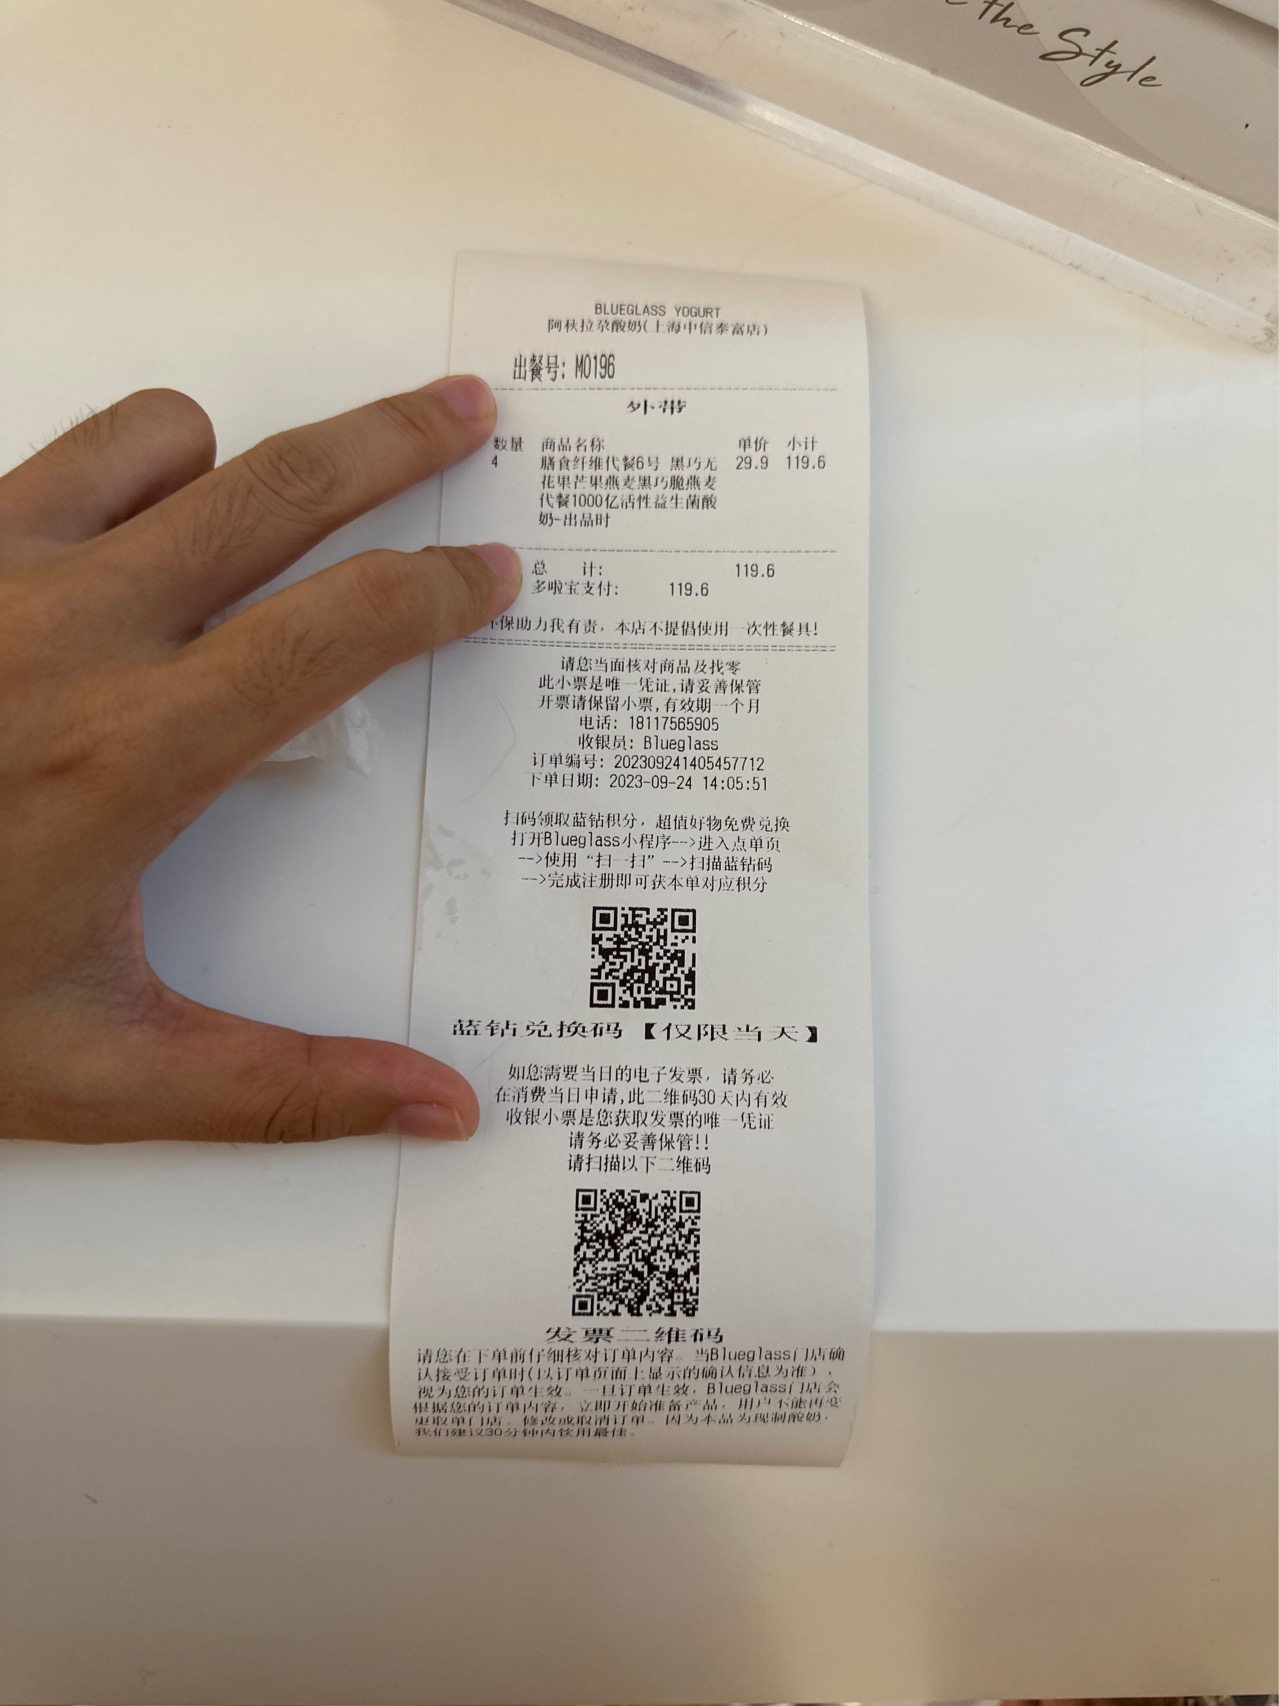 the Style
BLUEGLASS YOGURT
阿秋拉尕酸奶(上海中信泰富店)
出餐号: M0196
外带
数量 商品名称 单价 小计
4 膳食纤维代餐6号 黑巧无 29.9 119.6
花果芒果燕麦黑巧脆燕麦
代餐1000亿活性益生菌酸
奶-出品时
总 计: 119.6
多啦宝支付: 119.6
保助力我有责，本店不提倡使用一次性餐具!
请您当面核对商品及找零
此小票是唯一凭证,请妥善保管
开票请保留小票,有效期一个月
电话: 18117565905
收银员: Blueglass
订单编号: 202309241405457712
下单日期: 2023-09-24 14:05:51
扫码领取蓝钻积分，超值好物免费兑换
打开Blueglass小程序-->进入点单页
-->使用“扫一扫”-->扫描蓝钻码
-->完成注册即可获本单对应积分
蓝钻兑换码【仅限当天】
如您需要当日的电子发票，请务必
在消费当日申请,此二维码30天内有效
收银小票是您获取发票的唯一凭证
请务必妥善保管!!
请扫描以下二维码
发票二维码
请您在下单前仔细核对订单内容。当Blueglass门店确
认接受订单时(以订单页面上显示的确认信息为准)，
视为您的订单生效。一旦订单生效，Blueglass门店会
根据您的订单内容，立即开始准备产品，用户不能再变
更取单门店、修改或取消订单。因为本品为现制酸奶，
我们建议30分钟内饮用最佳。